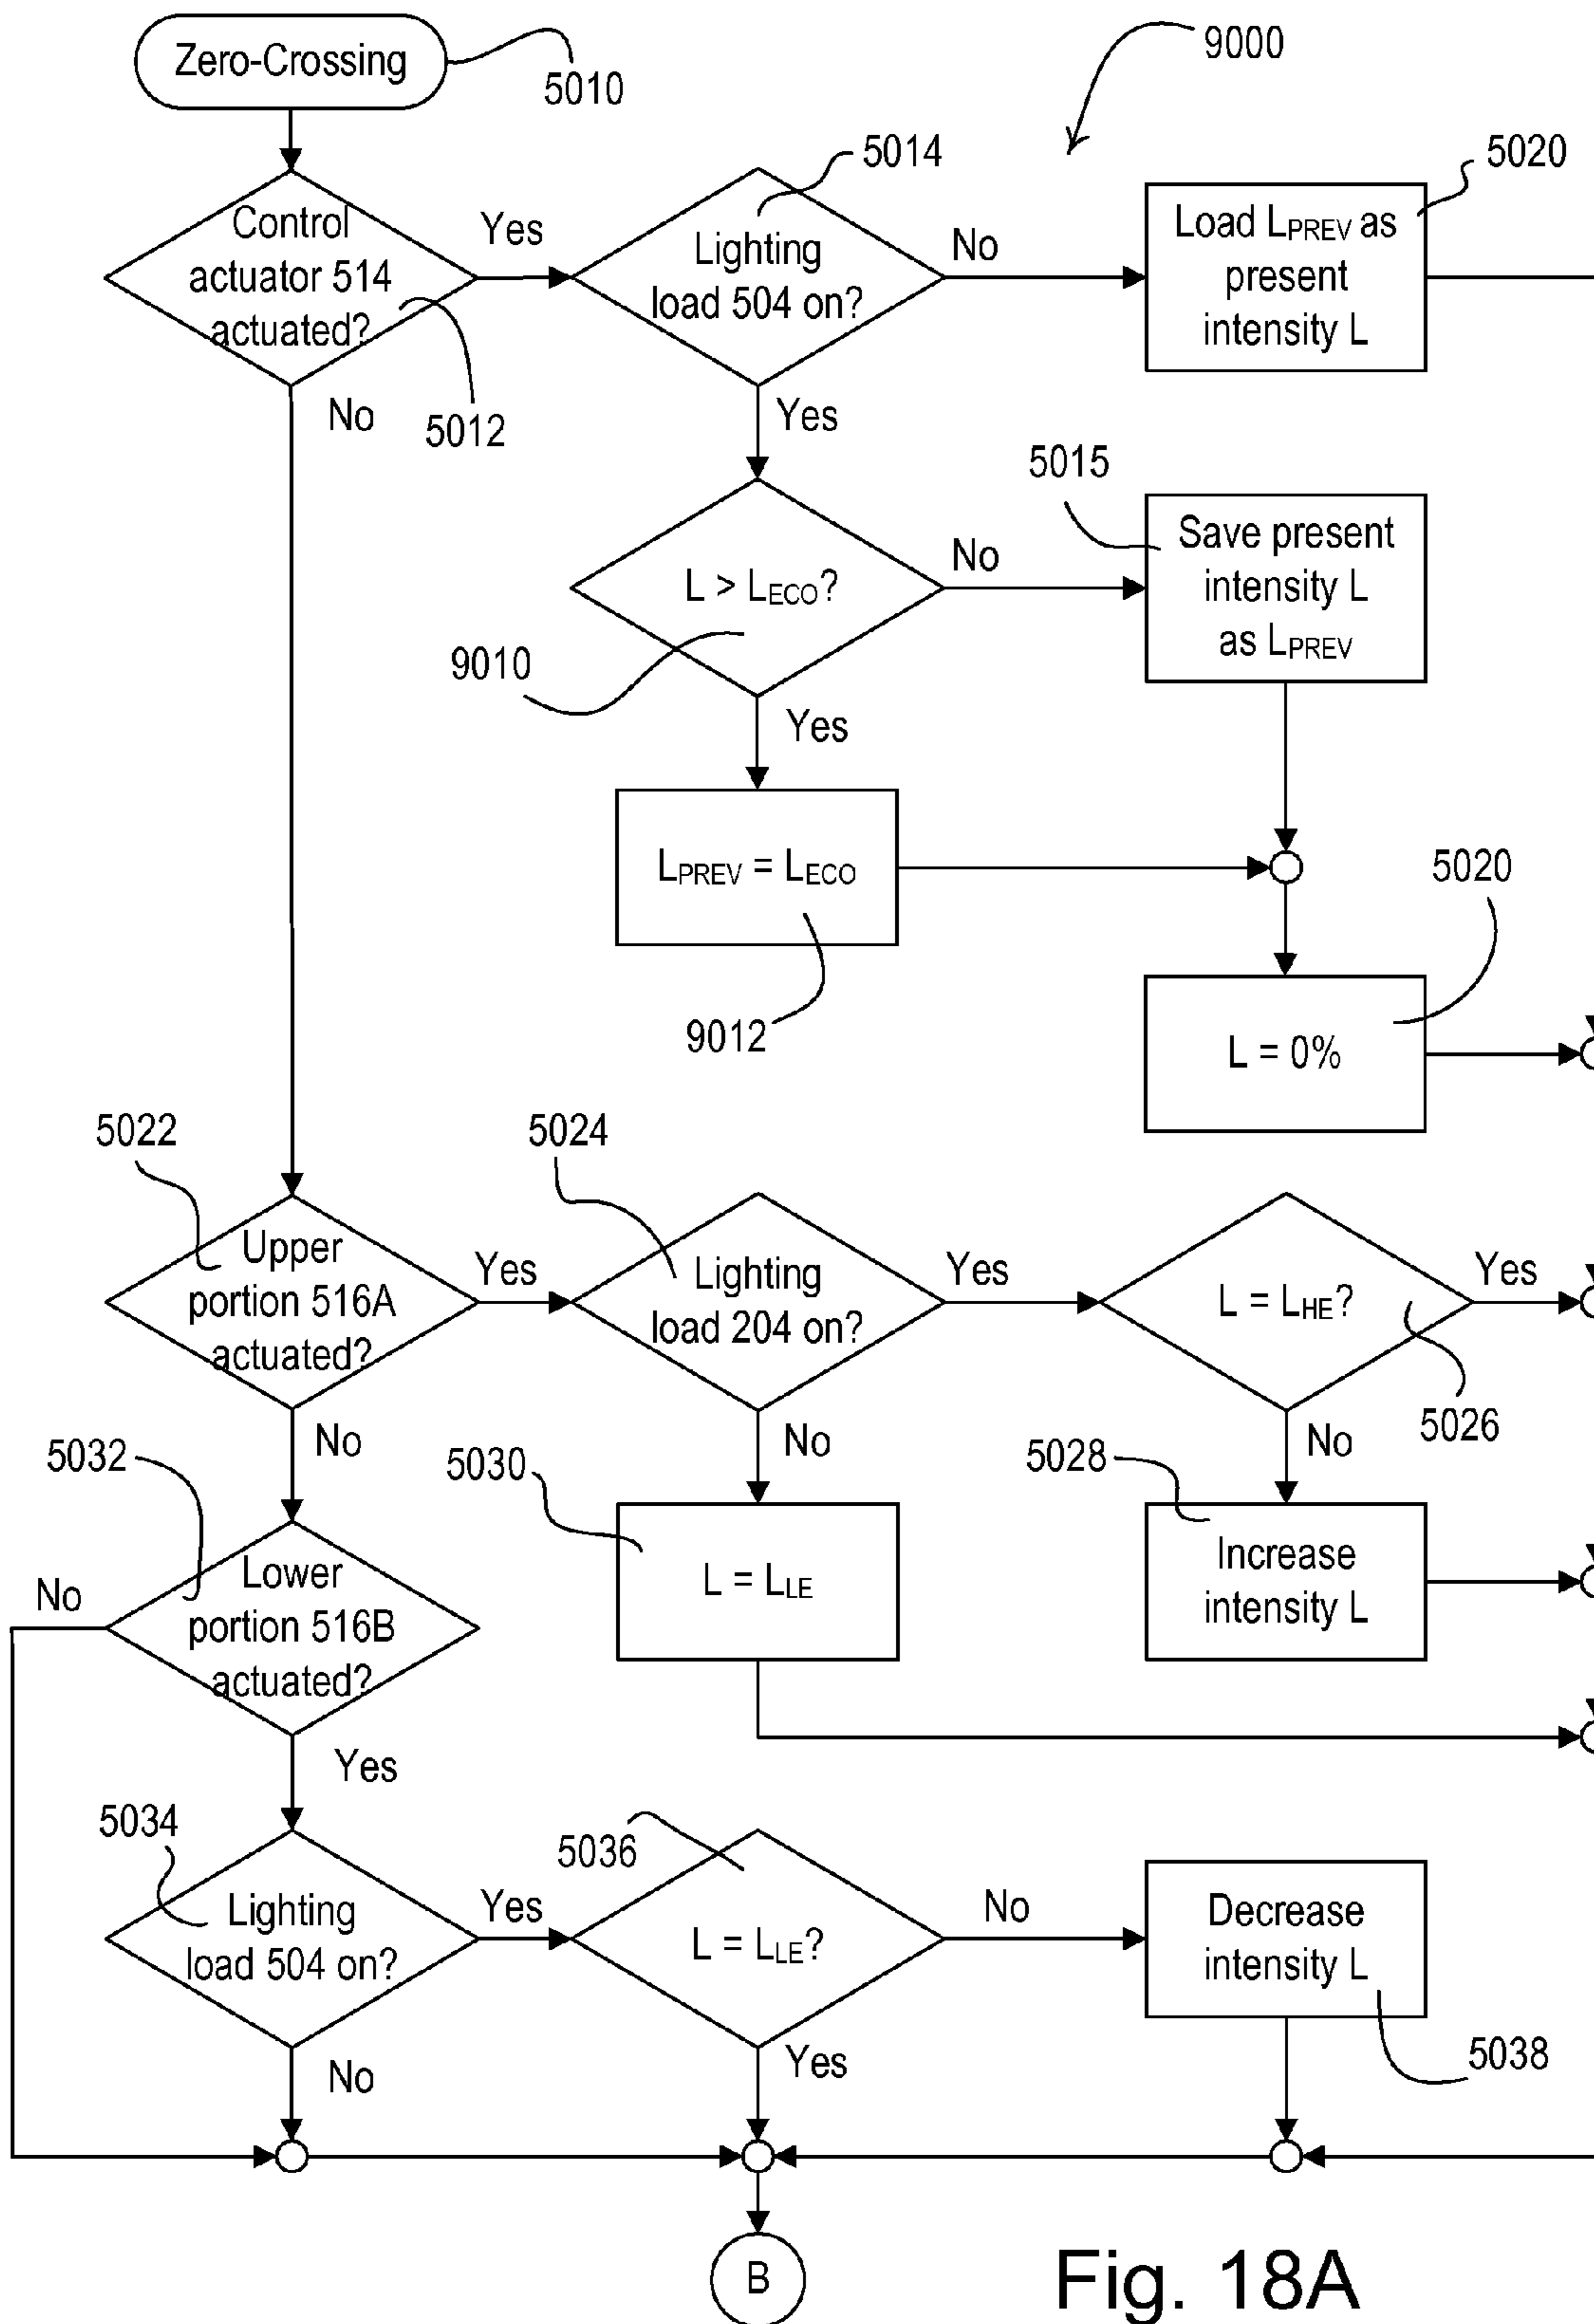 Zero-Crossing
5010
9000
Control
actuator 514
actuated?
5012
Yes
No
5014
Lighting
load 504 on?
No
Yes
5020
Load LPREV as
present
intensity L
L > LECO?
9010
No
Yes
5015
Save present
intensity L
as LPREV
LPREV = LECO
9012
5020
L = 0%
5022
Upper
portion 516A
actuated?
Yes
No
5024
Lighting
load 204 on?
Yes
No
L = LHE?
5026
Yes
No
5030
L = LLE
5028
Increase
intensity L
5032
Lower
portion 516B
actuated?
No
Yes
5034
Lighting
load 504 on?
Yes
No
5036
L = LLE?
No
Yes
Decrease
intensity L
5038
B
Fig. 18A